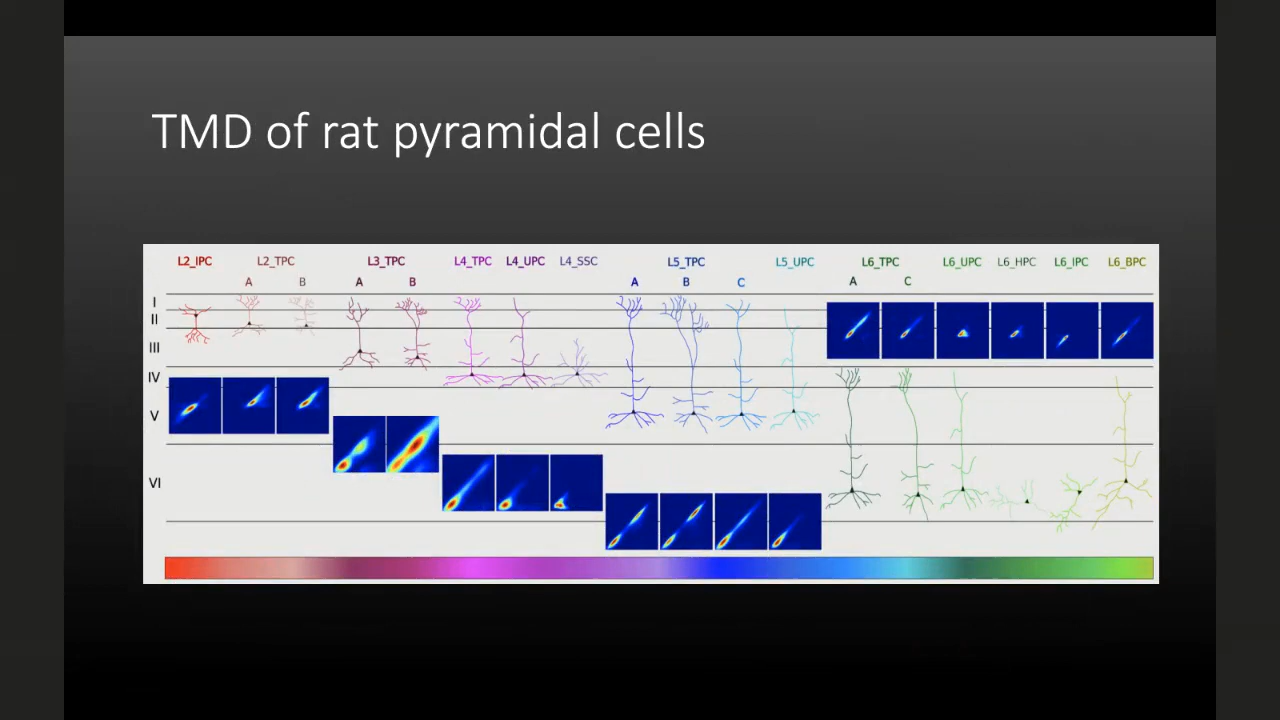 TMD of rat pyramidal cells
L2_IPC L2_TPC L3_TPC L4_TPC L4_UPC L4_SSC L5_TPC L5_UPC L6_TPC L6_UPC L6_HPC L6_IPC L6_BPC
A B A B A B C A C
I
II
III
IV
V
VI